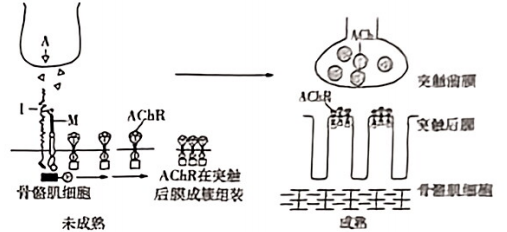 A
I
M
AChR
骨骼肌细胞
AChR在突触
后膜成簇组装
未成熟
ACh
突触前膜
AChR
突触后膜
骨骼肌细胞
成熟